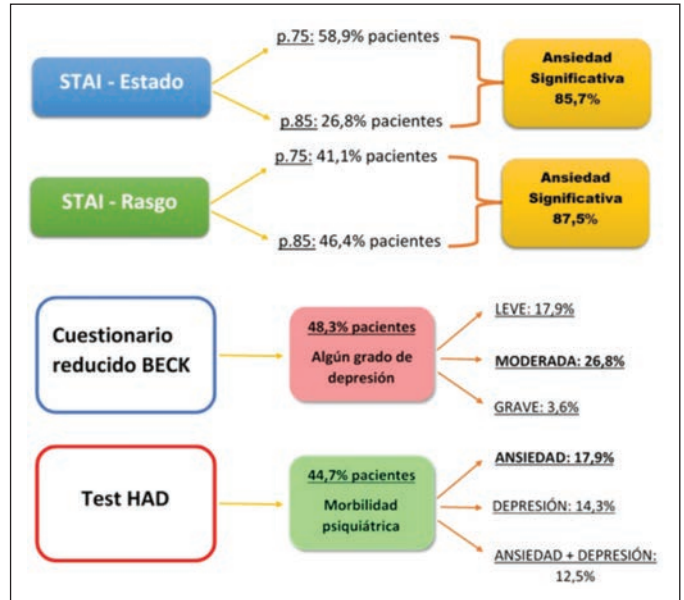 STAI - Estado
p.75: 58,9% pacientes
p.85: 26,8% pacientes
Ansiedad
Significativa
85,7%
STAI - Rasgo
p.75: 41,1% pacientes
p.85: 46,4% pacientes
Ansiedad
Significativa
87,5%
Cuestionario
reducido BECK
48,3% pacientes
Algún grado de
depresión
LEVE: 17,9%
MODERADA: 26,8%
GRAVE: 3,6%
Test HAD
44,7% pacientes
Morbilidad
psiquiátrica
ANSIEDAD: 17,9%
DEPRESIÓN: 14,3%
ANSIEDAD + DEPRESIÓN:
12,5%